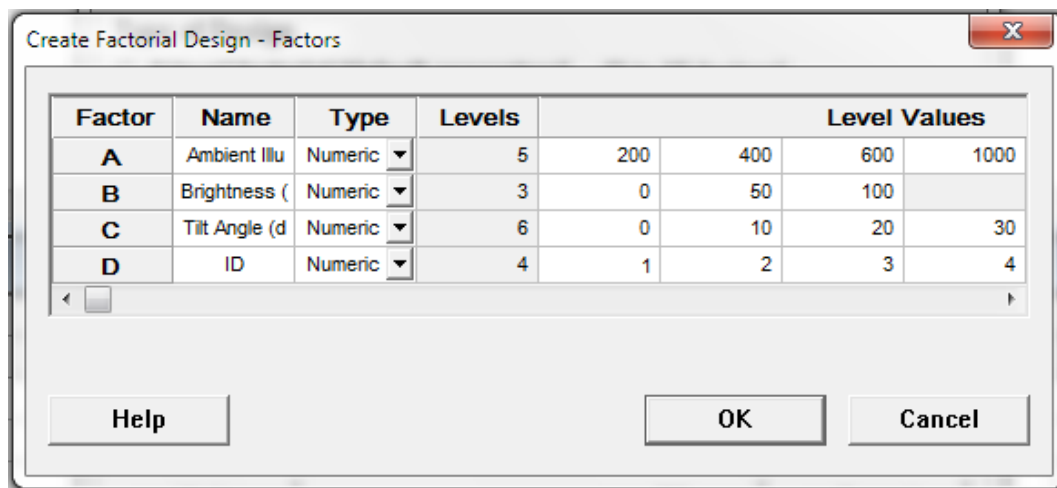 Create Factorial Design - Factors
Factor Name Type Levels Level Values
A Ambient Illu Numeric 5 200 400 600 1000
B Brightness ( Numeric 3 0 50 100
C Tilt Angle (d Numeric 6 0 10 20 30
D ID Numeric 4 1 2 3 4
Help OK Cancel